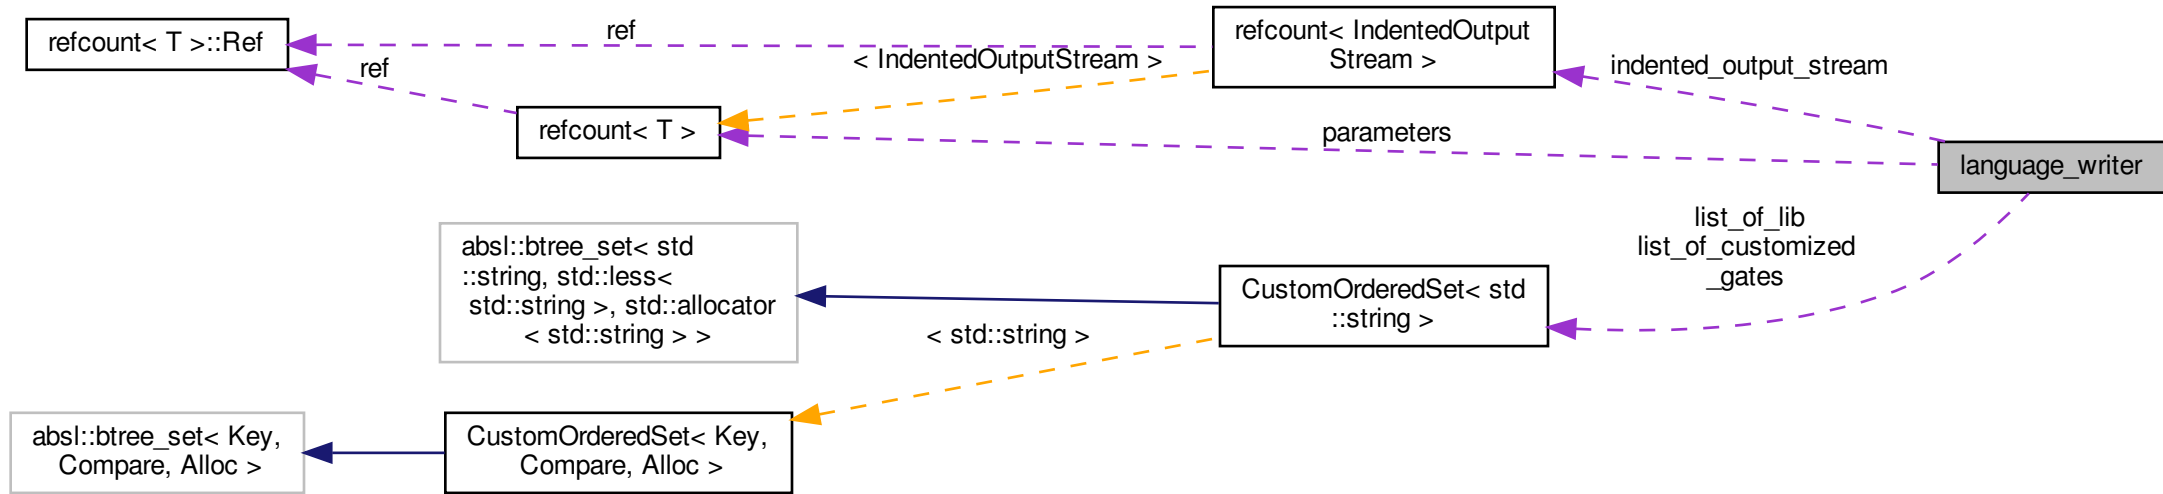 refcount< T >::Ref
ref
ref
< IndentedOutputStream >
refcount< IndentedOutput
Stream >
indented_output_stream
refcount< T >
parameters
language_writer
list_of_lib
list_of_customized
_gates
absl::btree_set< std
::string, std::less<
std::string >, std::allocator
< std::string > >
< std::string >
CustomOrderedSet< std
::string >
absl::btree_set< Key,
Compare, Alloc >
CustomOrderedSet< Key,
Compare, Alloc >